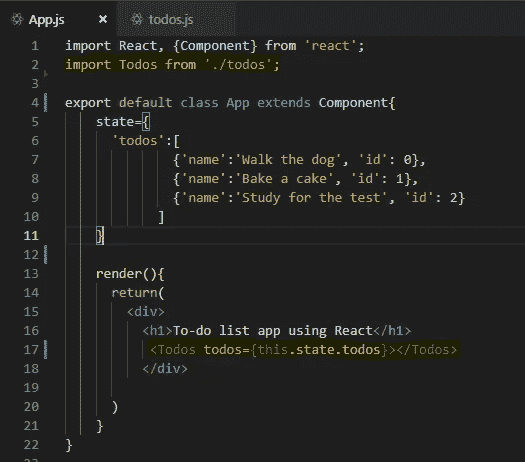 App.js × todos.js
1 import React, {Component} from 'react';
2 import Todos from './todos';
3
4 export default class App extends Component{
5 state={
6 'todos':[
7 {'name':'Walk the dog', 'id': 0},
8 {'name':'Bake a cake', 'id': 1},
9 {'name':'Study for the test', 'id': 2}
10 ]
11 }
12
13 render(){
14 return(
15 <div>
16 <h1>To-do list app using React</h1>
17 <Todos todos={this.state.todos}></Todos>
18 </div>
19
20 )
21 }
22 }
23